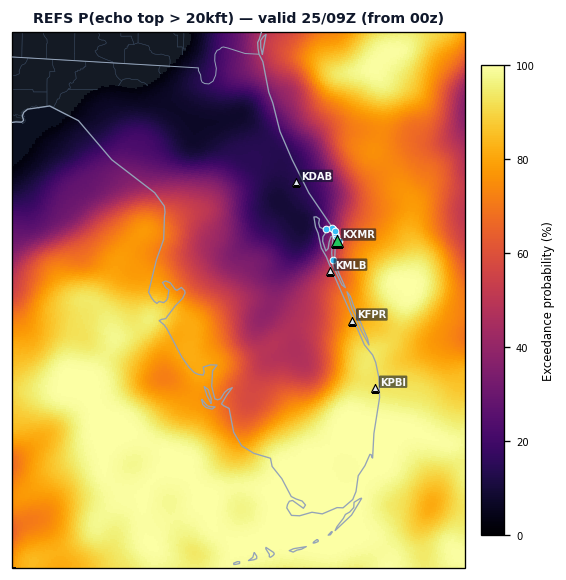 REFS P(echo top > 20kft) — valid 25/09Z (from 00z)
KDAB
KXMR
KMLB
KFPR
KPBI
100
80
60
40
20
0
Exceedance probability (%)